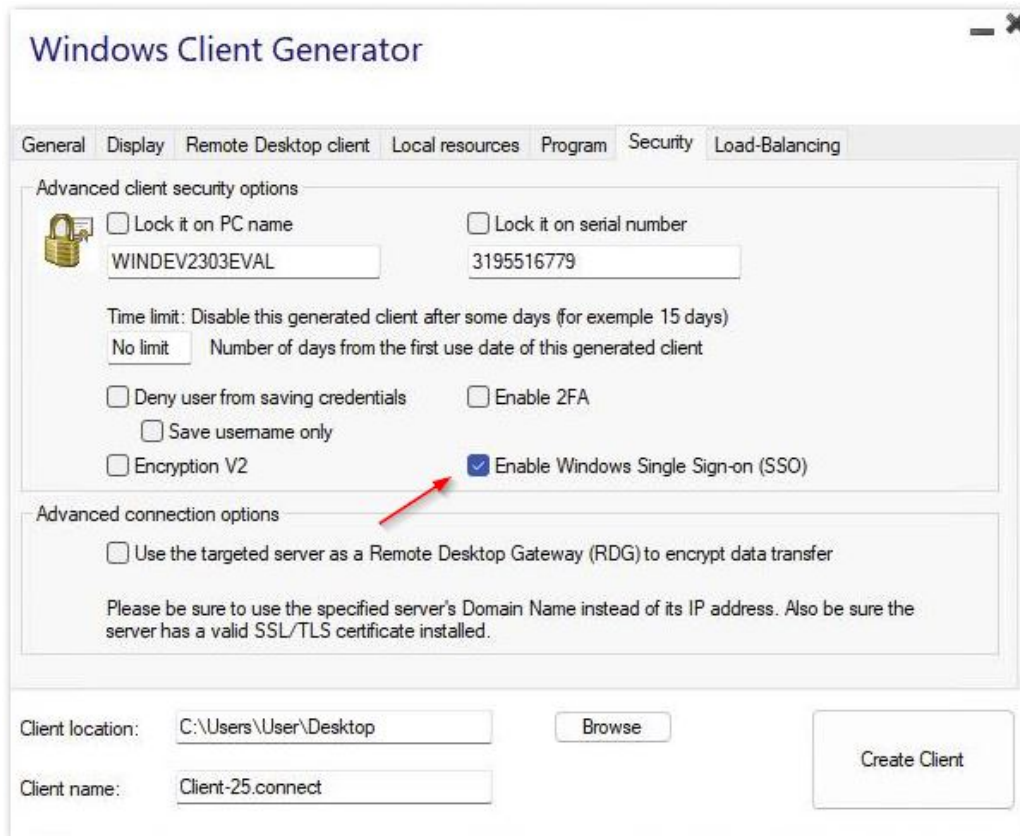 Windows Client Generator
General Display Remote Desktop client Local resources Program Security Load-Balancing
Advanced client security options
Lock it on PC name Lock it on serial number
WINDEV2303EVAL 3195516779
Time limit: Disable this generated client after some days (for exemple 15 days)
No limit Number of days from the first use date of this generated client
Deny user from saving credentials Enable 2FA
Save username only
Encryption V2 Enable Windows Single Sign-on (SSO)
Advanced connection options
Use the targeted server as a Remote Desktop Gateway (RDG) to encrypt data transfer
Please be sure to use the specified server's Domain Name instead of its IP address. Also be sure the
server has a valid SSL/TLS certificate installed.
Client location: C:\Users\User\Desktop Browse
Create Client
Client name: Client-25.connect